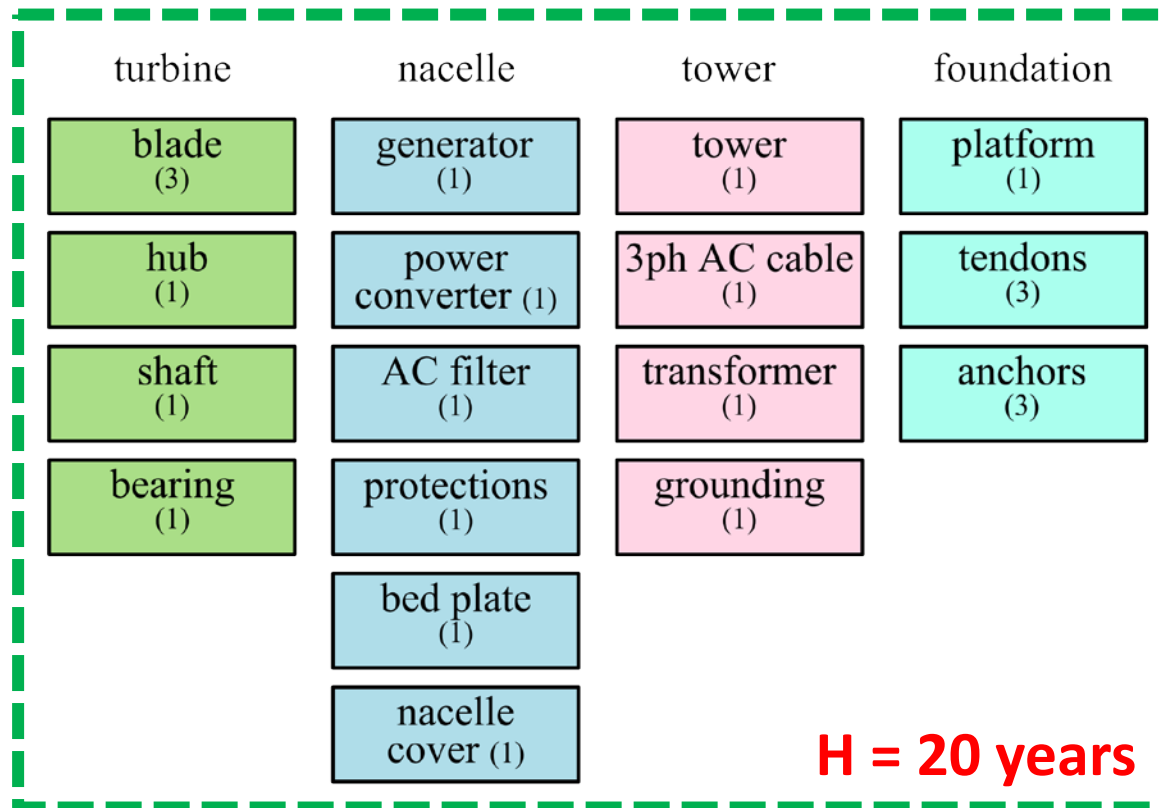 turbine
nacelle
tower
foundation
blade
(3)
hub
(1)
shaft
(1)
bearing
(1)
generator
(1)
power
converter (1)
AC filter
(1)
protections
(1)
bed plate
(1)
nacelle
cover (1)
tower
(1)
3ph AC cable
(1)
transformer
(1)
grounding
(1)
platform
(1)
tendons
(3)
anchors
(3)
H = 20 years